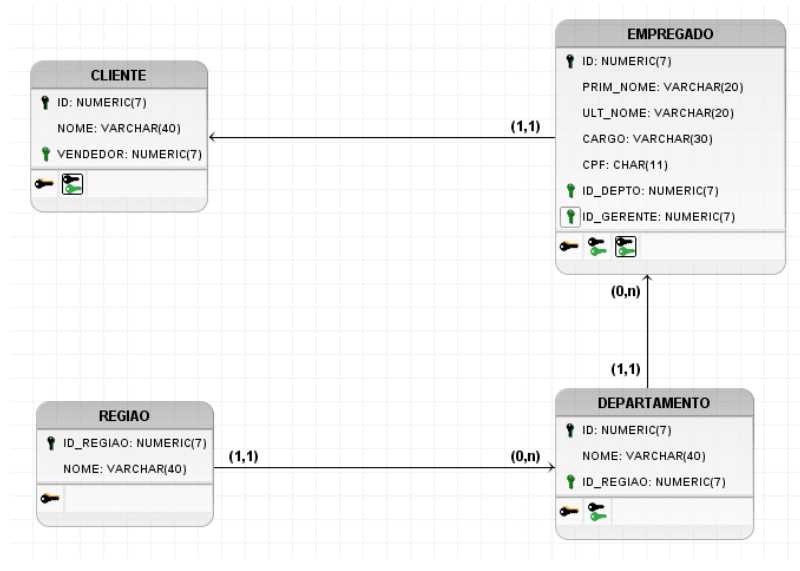 CLIENTE
ID: NUMERIC(7)
NOME: VARCHAR(40)
VENDEDOR: NUMERIC(7)
(1,1)
EMPREGADO
ID: NUMERIC(7)
PRIM_NOME: VARCHAR(20)
ULT_NOME: VARCHAR(20)
CARGO: VARCHAR(30)
CPF: CHAR(11)
ID_DEPTO: NUMERIC(7)
ID_GERENTE: NUMERIC(7)
(0,n)
(1,1)
REGIAO
ID_REGIAO: NUMERIC(7)
NOME: VARCHAR(40)
(1,1)
(0,n)
DEPARTAMENTO
ID: NUMERIC(7)
NOME: VARCHAR(40)
ID_REGIAO: NUMERIC(7)